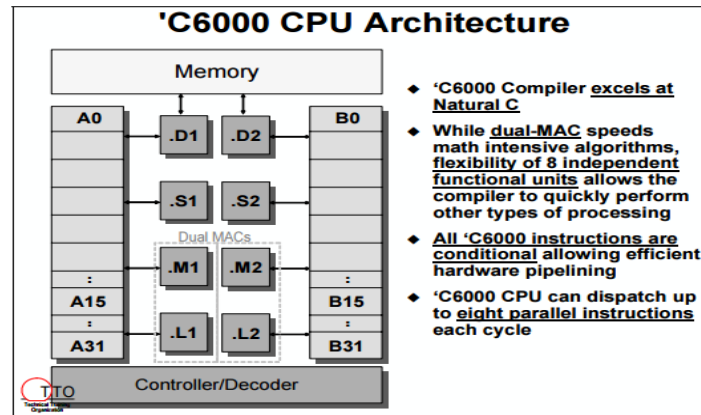 'C6000 CPU Architecture
Memory
A0
.D1
.D2
B0
.S1
.S2
Dual MACs
.M1
.M2
:
:
A15
B15
:
:
.L1
.L2
A31
B31
Controller/Decoder
◆ ‘C6000 Compiler excels at
Natural C
◆ While dual-MAC speeds
math intensive algorithms,
flexibility of 8 independent
functional units allows the
compiler to quickly perform
other types of processing
◆ All ‘C6000 instructions are
conditional allowing efficient
hardware pipelining
◆ ‘C6000 CPU can dispatch up
to eight parallel instructions
each cycle
TTO
Technical Training
Organization